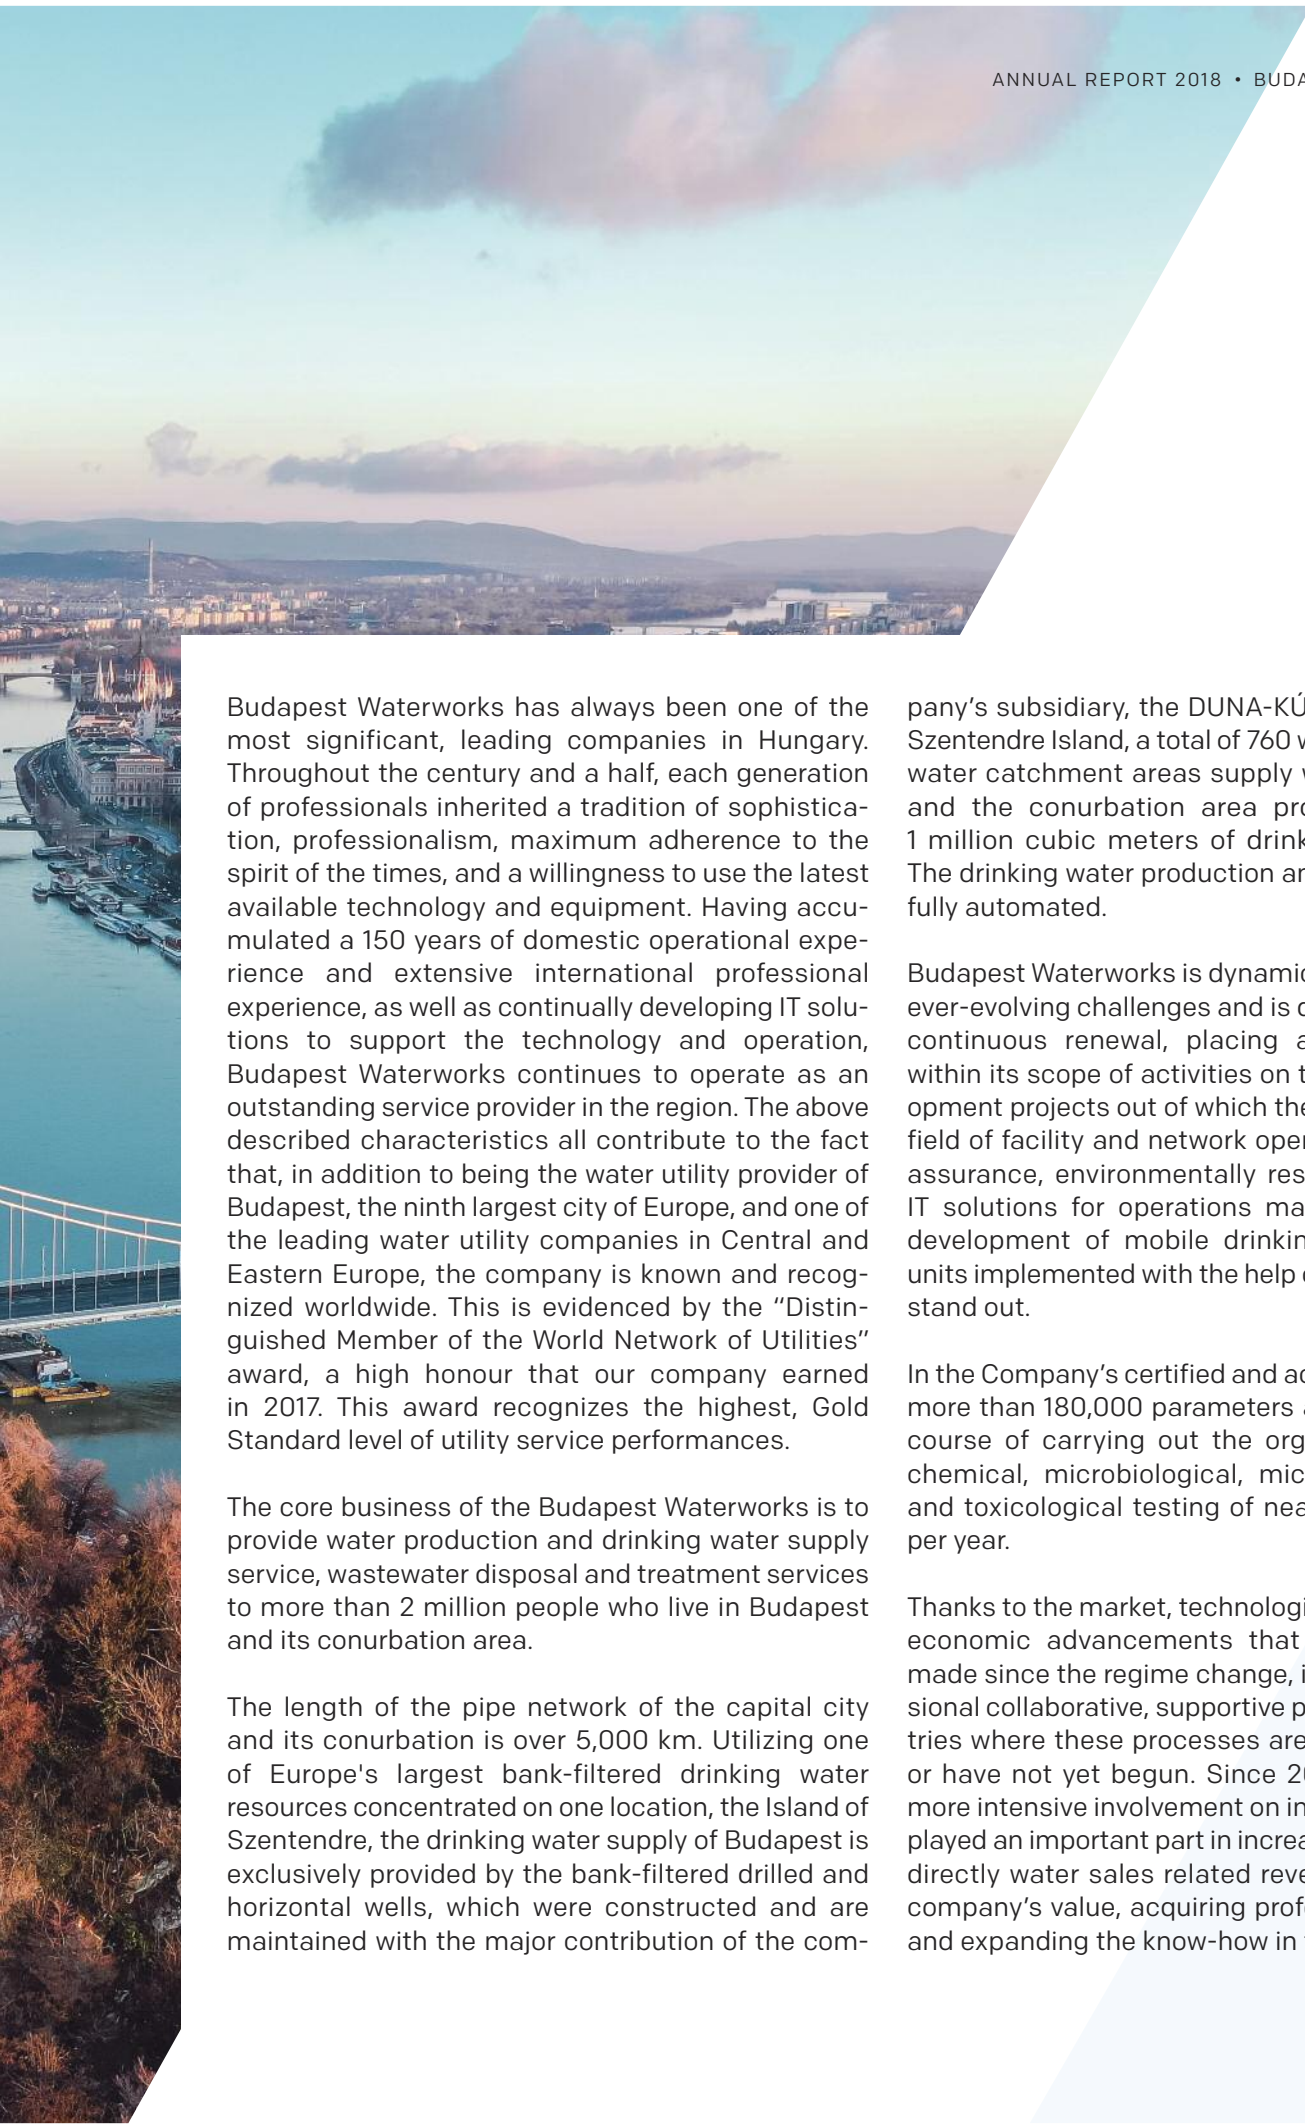 ANNUAL REPORT 2018 •
Budapest Waterworks has always been one of the
most significant, leading companies in Hungary.
Throughout the century and a half, each generation
of professionals inherited a tradition of sophistica-
tion, professionalism, maximum adherence to the
spirit of the times, and a willingness to use the latest
available technology and equipment. Having accu-
mulated a 150 years of domestic operational expe-
rience and extensive international professional
experience, as well as continually developing IT solu-
tions to support the technology and operation,
Budapest Waterworks continues to operate as an
outstanding service provider in the region. The above
described characteristics all contribute to the fact
that, in addition to being the water utility provider of
Budapest, the ninth largest city of Europe, and one of
the leading water utility companies in Central and
Eastern Europe, the company is known and recog-
nized worldwide. This is evidenced by the “Distin-
guished Member of the World Network of Utilities”
award, a high honour that our company earned
in 2017. This award recognizes the highest, Gold
Standard level of utility service performances.
The core business of the Budapest Waterworks is to
provide water production and drinking water supply
service, wastewater disposal and treatment services
to more than 2 million people who live in Budapest
and its conurbation area.
The length of the pipe network of the capital city
and its conurbation is over 5,000 km. Utilizing one
of Europe's largest bank-filtered drinking water
resources concentrated on one location, the Island of
Szentendre, the drinking water supply of Budapest is
exclusively provided by the bank-filtered drilled and
horizontal wells, which were constructed and are
maintained with the major contribution of the com-
pany’s subsidiary, the
Szentendre Island, a total of 760
water catchment areas supply
and the conurbation area
1 million cubic meters of
The drinking water production
fully automated.
Budapest Waterworks is
ever-evolving challenges and is
continuous renewal, placing
within its scope of activities on
opment projects out of which
field of facility and network
assurance, environmentally
IT solutions for operations
development of mobile
units implemented with the help
stand out.
In the Company’s certified and
more than 180,000 parameters
course of carrying out the
chemical, microbiological,
and toxicological testing of
per year.
Thanks to the market,
economic advancements that
made since the regime change,
sional collaborative, supportive
tries where these processes are
or have not yet begun. Since
more intensive involvement on
played an important part in
directly water sales related
company’s value, acquiring
and expanding the know-how in